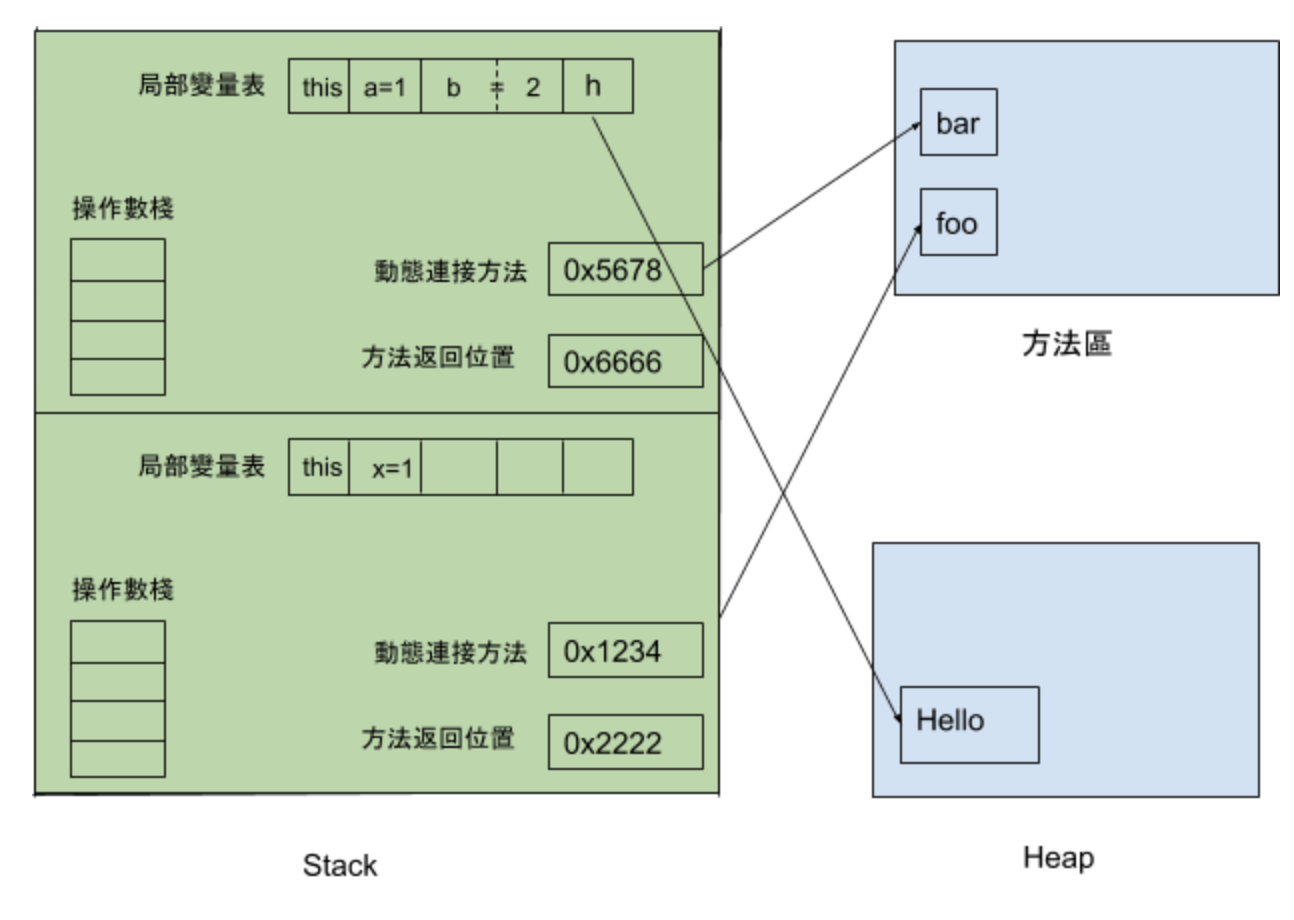 局部變量表 this a=1 b = 2 h
操作數棧
動態連接方法 0x5678
方法返回位置 0x6666
局部變量表 this x=1
操作數棧
動態連接方法 0x1234
方法返回位置 0x2222
Stack
bar
foo
方法區
Hello
Heap